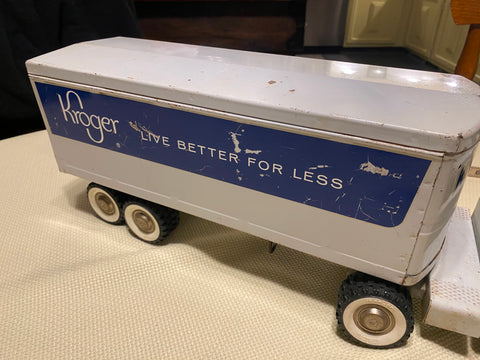 Kroger LIVE BETTER FOR LESS